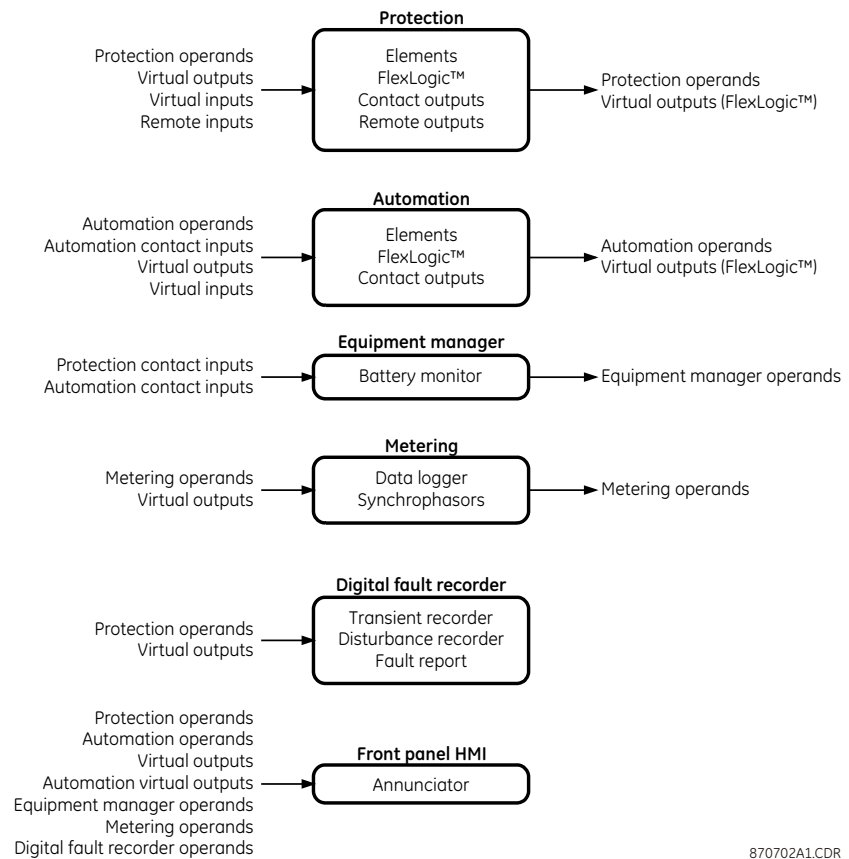 Protection
Protection operands
Virtual outputs
Virtual inputs
Remote inputs
Elements
FlexLogic™
Contact outputs
Remote outputs
Protection operands
Virtual outputs (FlexLogic™)
Automation
Automation operands
Automation contact inputs
Virtual outputs
Virtual inputs
Elements
FlexLogic™
Contact outputs
Automation operands
Virtual outputs (FlexLogic™)
Equipment manager
Protection contact inputs
Automation contact inputs
Battery monitor
Equipment manager operands
Metering
Metering operands
Virtual outputs
Data logger
Synchrophasors
Metering operands
Digital fault recorder
Protection operands
Virtual outputs
Transient recorder
Disturbance recorder
Fault report
Front panel HMI
Protection operands
Automation operands
Virtual outputs
Automation virtual outputs
Equipment manager operands
Metering operands
Digital fault recorder operands
Annunciator
870702A1.CDR